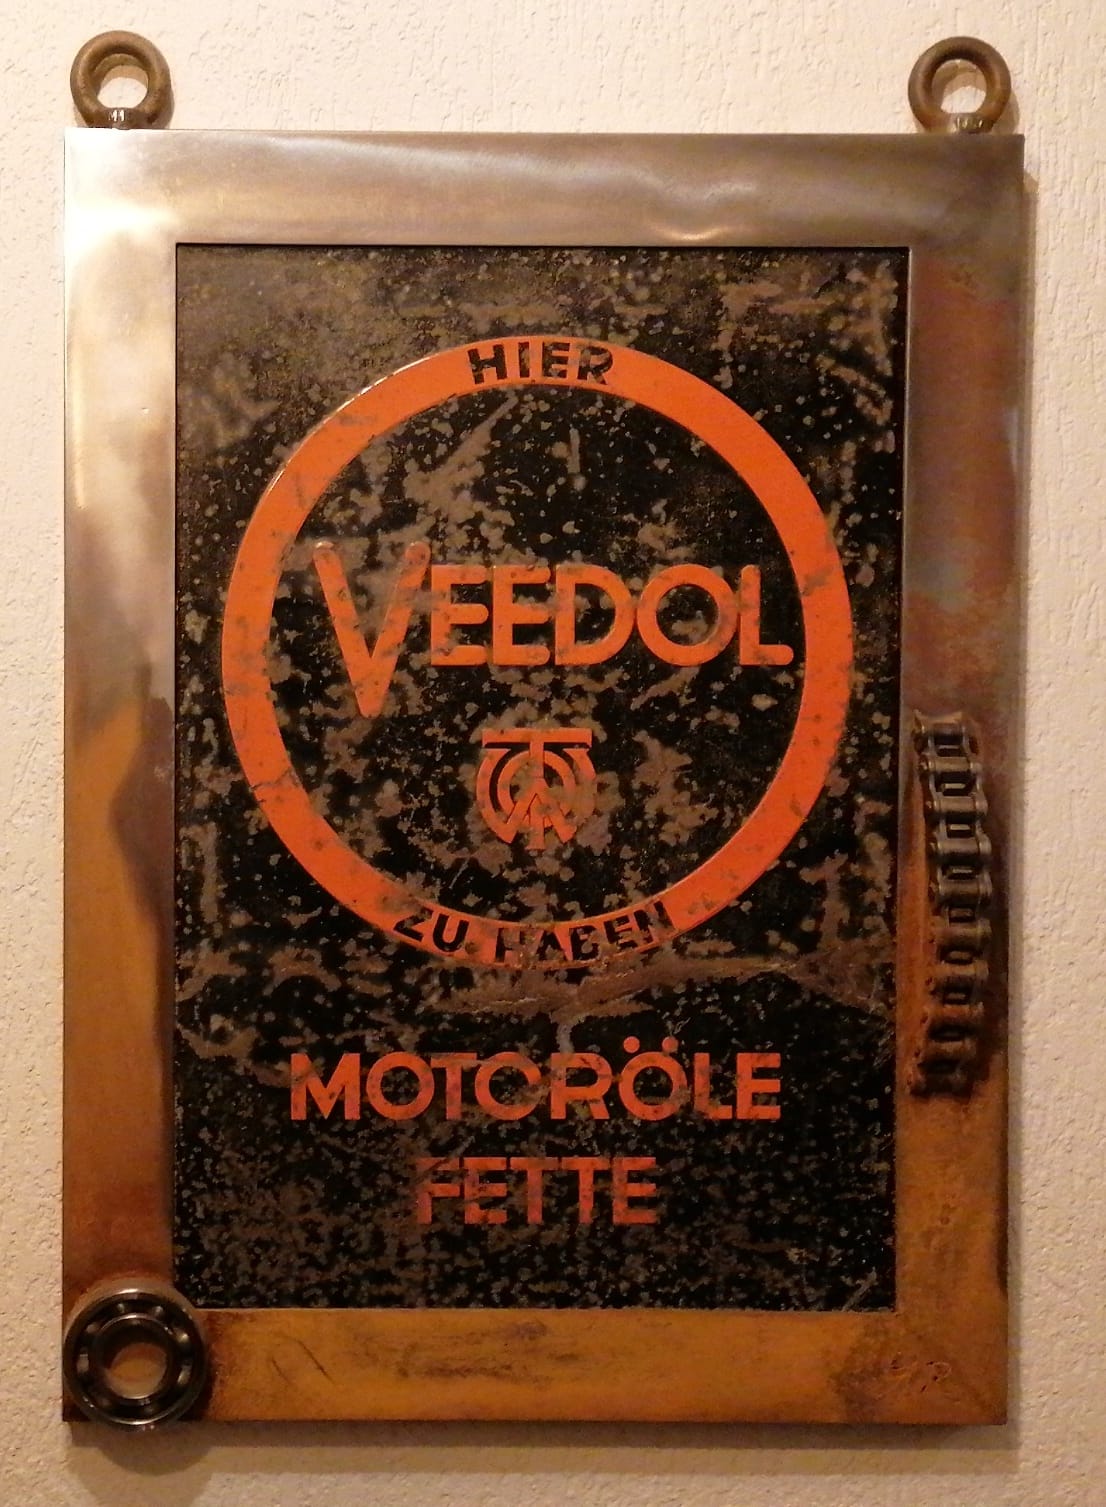 HIER
VEEDOL
ZU HABEN
MOTORÖLE
FETTE